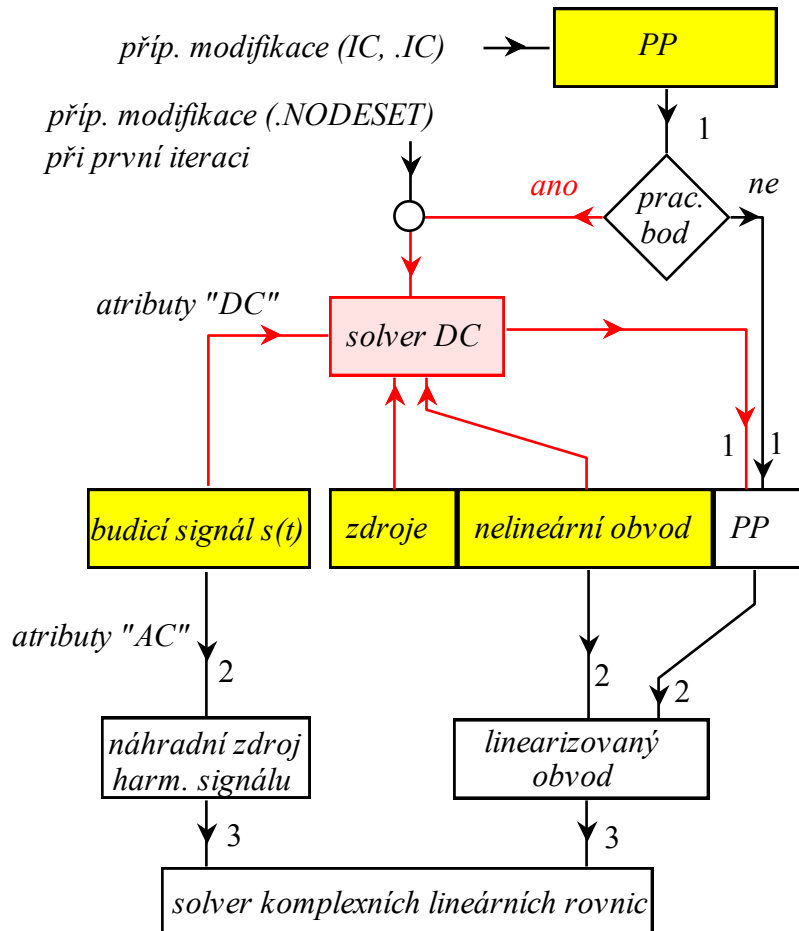 příp. modifikace (IC, .IC)
PP
1
příp. modifikace (.NODESET)
při první iteraci
ano
ne
prac.
bod
atributy "DC"
solver DC
1
1
budicí signál s(t)
zdroje
nelineární obvod
PP
atributy "AC"
2
2
2
náhradní zdroj
harm. signálu
linearizovaný
obvod
3
3
solver komplexních lineárních rovnic